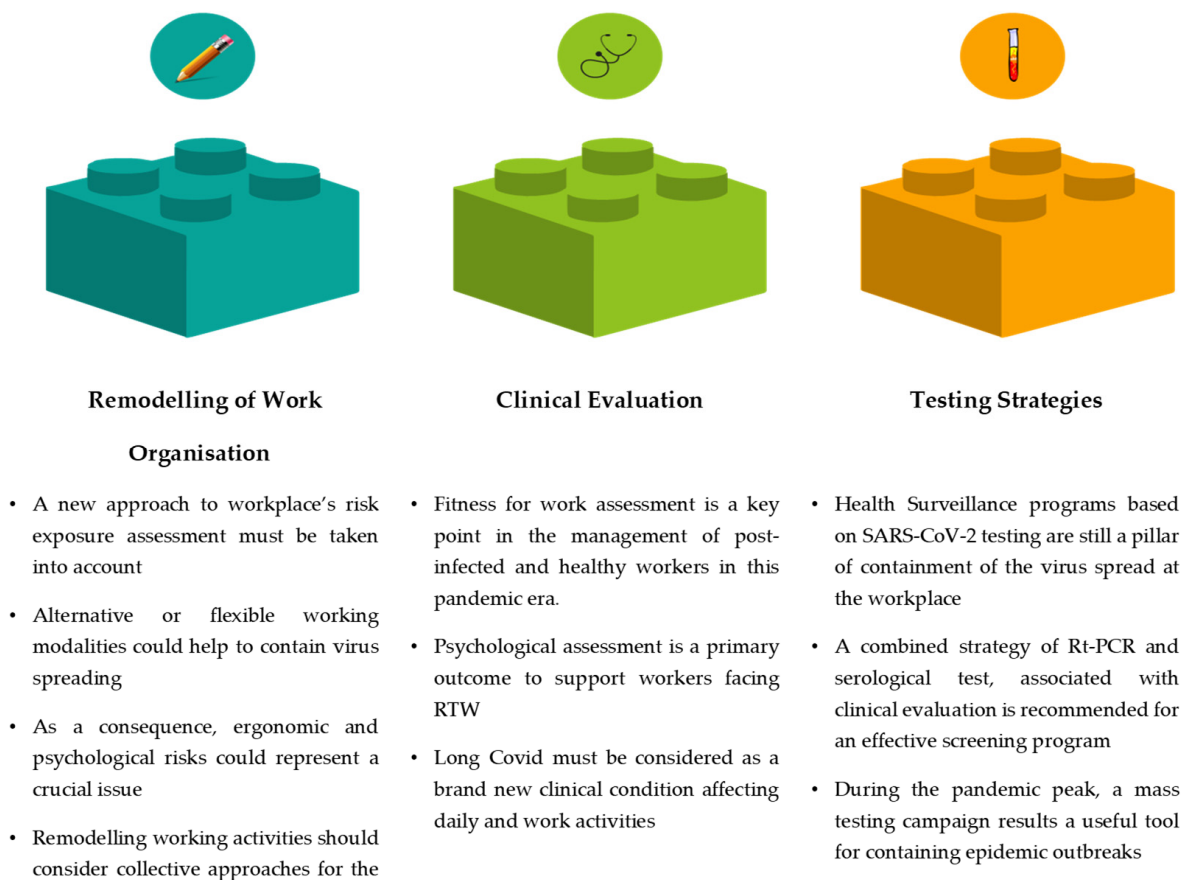 Remodelling of Work
Organisation
• A new approach to workplace's risk
exposure assessment must be taken
into account
• Alternative or flexible working
modalities could help to contain virus
spreading
• As a consequence, ergonomic and
psychological risks could represent a
crucial issue
• Remodelling working activities should
consider collective approaches for the
Clinical Evaluation
• Fitness for work assessment is a key
point in the management of post-
infected and healthy workers in this
pandemic era.
• Psychological assessment is a primary
outcome to support workers facing
RTW
• Long Covid must be considered as a
brand new clinical condition affecting
daily and work activities
Testing Strategies
• Health Surveillance programs based
on SARS-CoV-2 testing are still a pillar
of containment of the virus spread at
the workplace
• A combined strategy of Rt-PCR and
serological test, associated with
clinical evaluation is recommended for
an effective screening program
• During the pandemic peak, a mass
testing campaign results a useful tool
for containing epidemic outbreaks